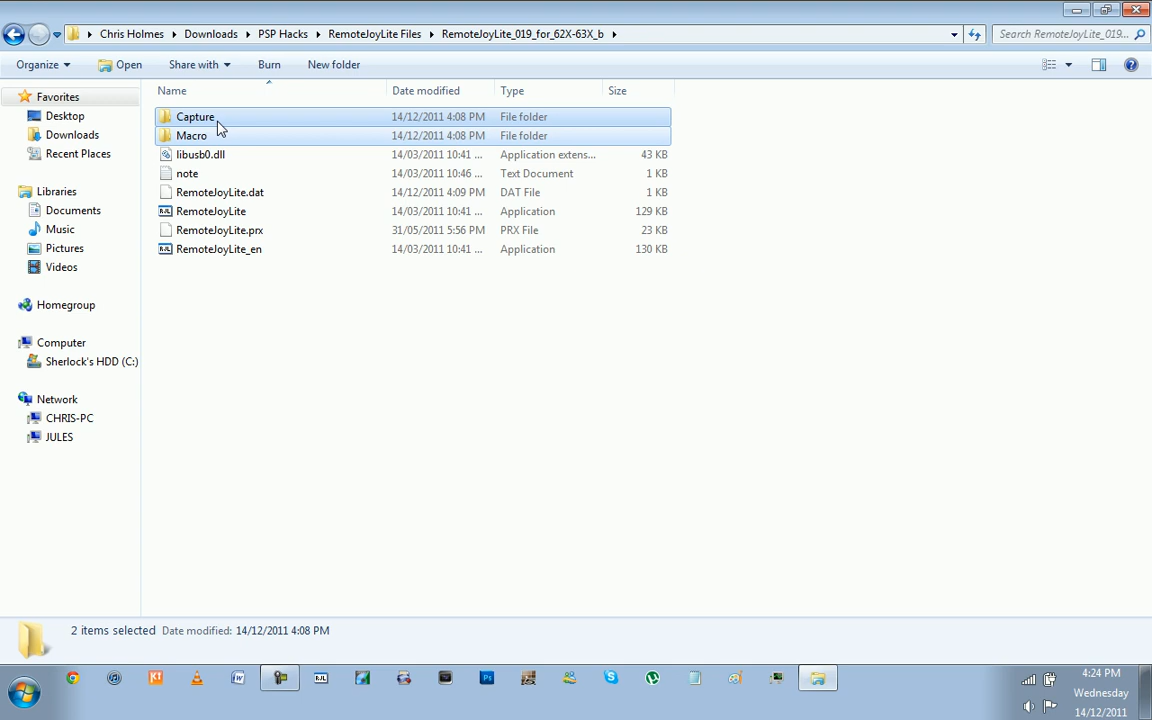 Chris Holmes Downloads PSP Hacks RemoteJoyLite Files RemoteJoyLite_019_for_62X-63X_b
Search RemoteJoyLite_019...
Organize Open Share with Burn New folder
Name Date modified Type Size
Favorites
Desktop
Downloads
Recent Places
Libraries
Documents
Music
Pictures
Videos
Homegroup
Computer
Sherlock's HDD (C:)
Network
CHRIS-PC
JULES
Capture 14/12/2011 4:08 PM File folder
Macro 14/12/2011 4:08 PM File folder
libusb0.dll 14/03/2011 10:41 ... Application extens... 43 KB
note 14/03/2011 10:46 ... Text Document 1 KB
RemoteJoyLite.dat 14/12/2011 4:09 PM DAT File 1 KB
RemoteJoyLite 14/03/2011 10:41 ... Application 129 KB
RemoteJoyLite.prx 31/05/2011 5:56 PM PRX File 23 KB
RemoteJoyLite_en 14/03/2011 10:41 ... Application 130 KB
2 items selected Date modified: 14/12/2011 4:08 PM
4:24 PM
Wednesday
14/12/2011